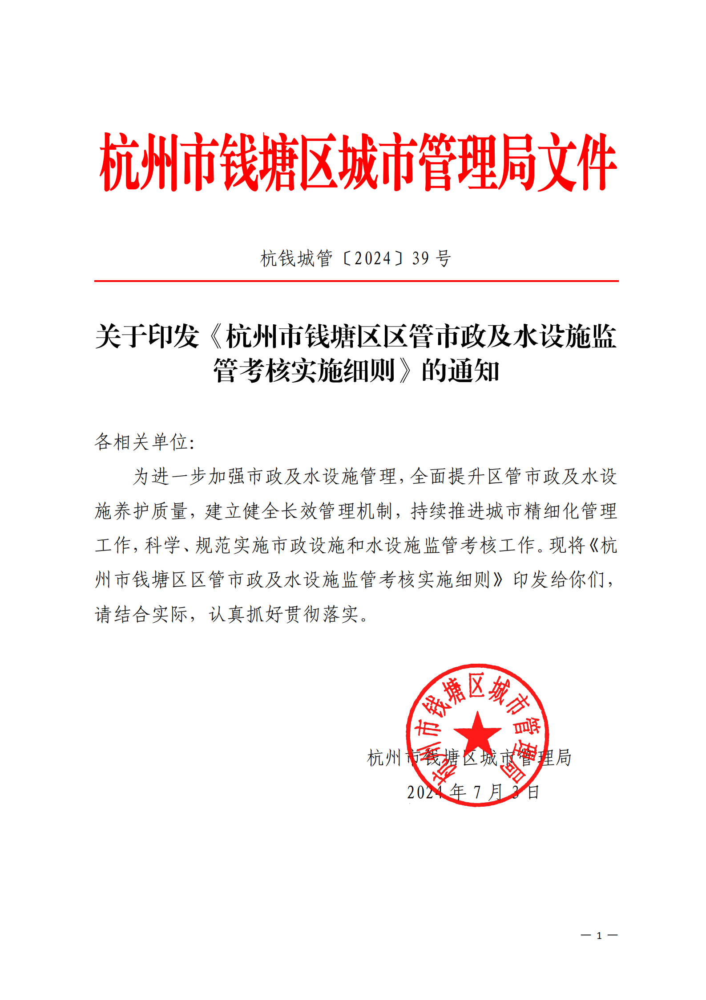 杭州市钱塘区城市管理局文件
杭钱城管〔2024〕39 号
关于印发《杭州市钱塘区区管市政及水设施监
管考核实施细则》的通知
各相关单位：
为进一步加强市政及水设施管理，全面提升区管市政及水设
施养护质量，建立健全长效管理机制，持续推进城市精细化管理
工作，科学、规范实施市政设施和水设施监管考核工作。现将《杭
州市钱塘区区管市政及水设施监管考核实施细则》印发给你们，
请结合实际，认真抓好贯彻落实。
杭州市钱塘区城市管理局
杭州市钱塘区城市管理局
2024 年 7 月 3 日
— 1 —